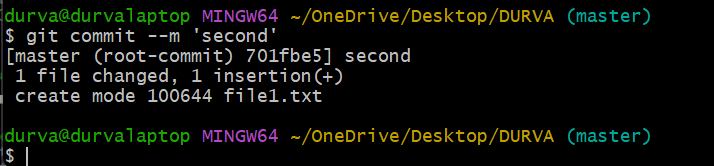 durva@durvalaptop MINGW64 ~/OneDrive/Desktop/DURVA (master)
$ git commit --m 'second'
[master (root-commit) 701fbe5] second
 1 file changed, 1 insertion(+)
 create mode 100644 file1.txt

durva@durvalaptop MINGW64 ~/OneDrive/Desktop/DURVA (master)
$